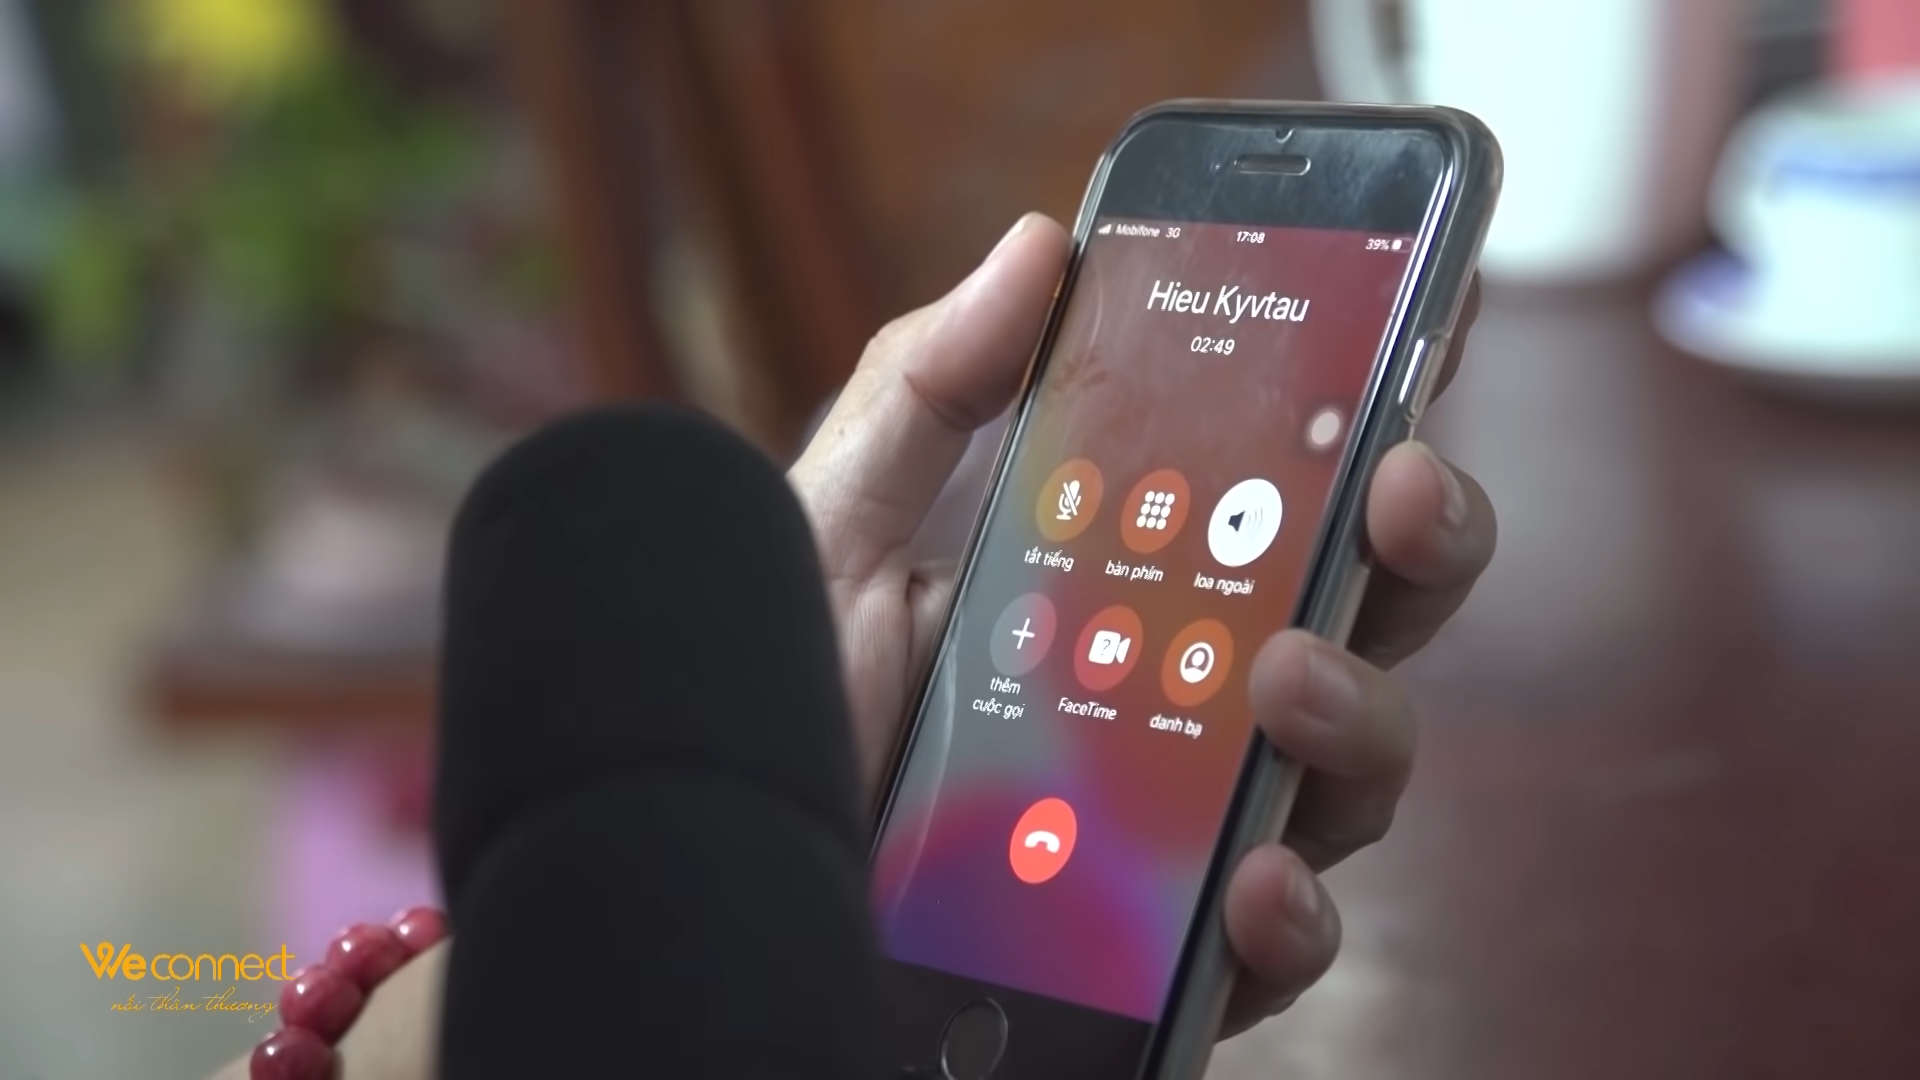 Mobifone 3G 17:08 39%
Hieu Kyvtau
02:49
tắt tiếng bàn phím loa ngoài
thêm
cuộc gọi FaceTime danh bạ
?
Weconnect
nối thân thương